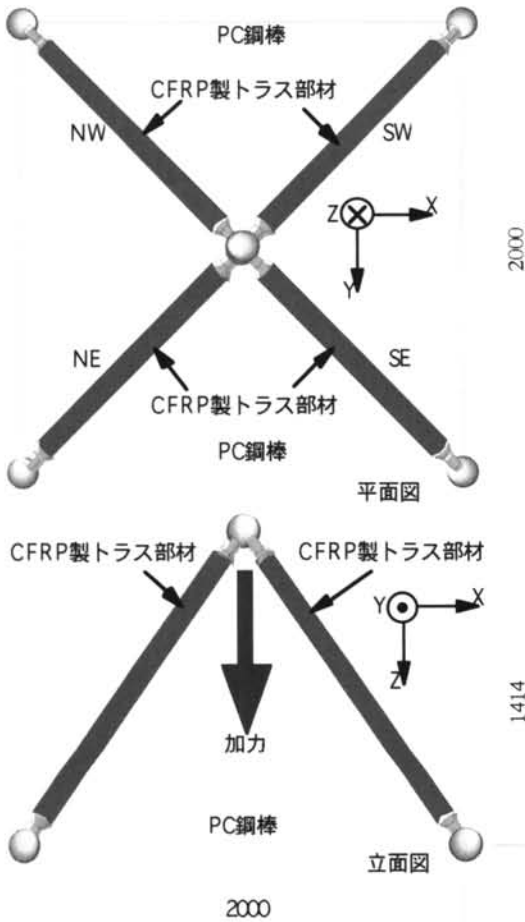 PC鋼棒
CFRP製トラス部材
NW
SW
Z
X
Y
2000
NE
SE
CFRP製トラス部材
PC鋼棒
平面図
CFRP製トラス部材
CFRP製トラス部材
Y
X
Z
1414
加力
PC鋼棒
立面図
2000